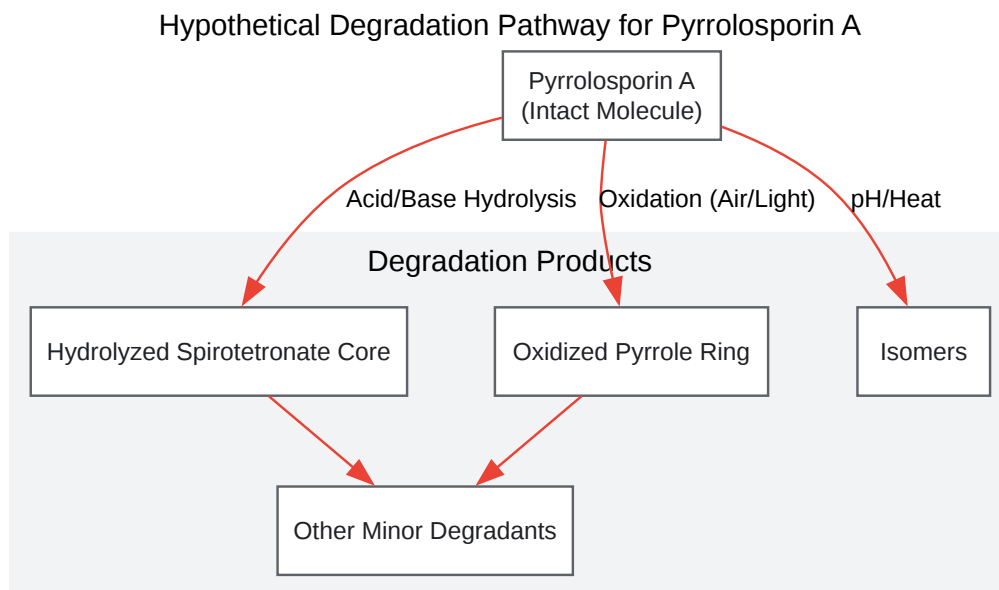 Hypothetical Degradation Pathway for Pyrrolosporin A
Pyrrolosporin A
(Intact Molecule)
Acid/Base Hydrolysis
Oxidation (Air/Light)
pH/Heat
Degradation Products
Hydrolyzed Spirotetronate Core
Oxidized Pyrrole Ring
Isomers
Other Minor Degradants